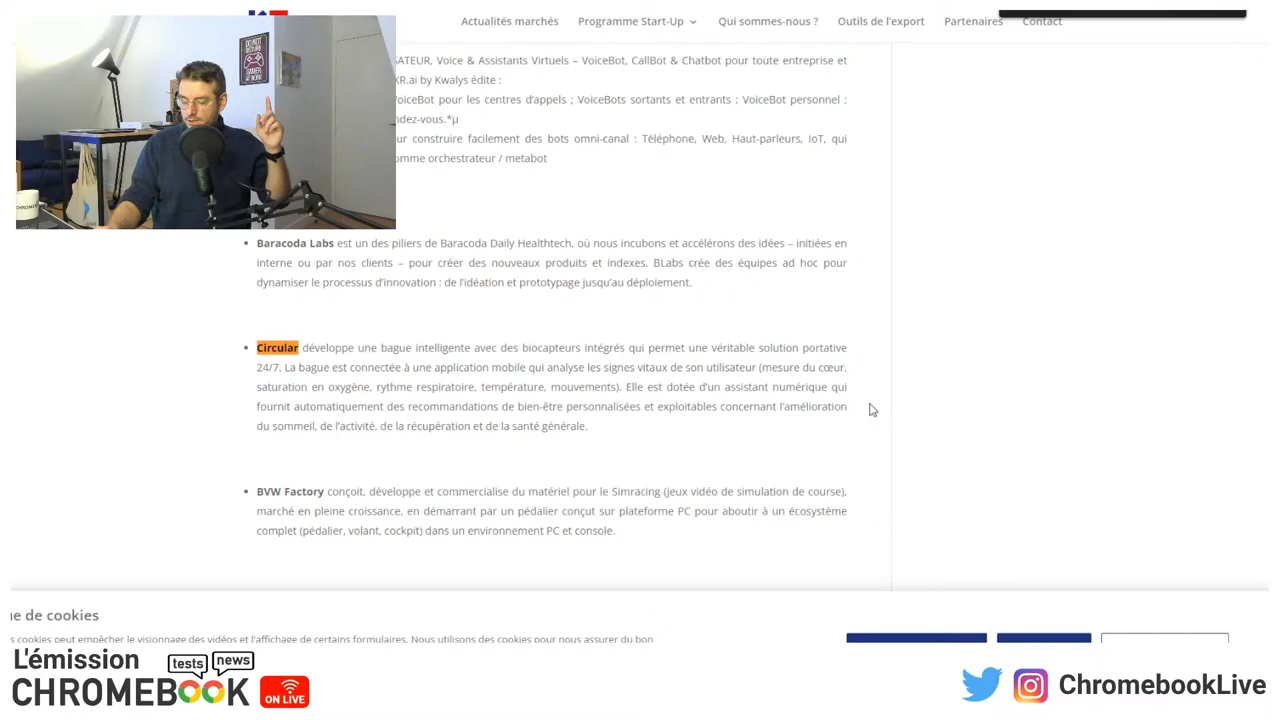 Actualités marchés Programme Start-Up Qui sommes-nous ? Outils de l'export Partenaires Contact
DO NOT
DISTURB
GAMER
AT WORK
SATEUR, Voice & Assistants Virtuels – VoiceBot, CallBot & Chatbot pour toute entreprise et
XR.ai by Kwalys édite :
VoiceBot pour les centres d'appels ; VoiceBots sortants et entrants ; VoiceBot personnel ;
ndez-vous.*µ
ur construire facilement des bots omni-canal : Téléphone, Web, Haut-parleurs, IoT, qui
omme orchestrateur / metabot
• Baracoda Labs est un des piliers de Baracoda Daily Healthtech, où nous incubons et accélérons des idées – initiées en
interne ou par nos clients – pour créer des nouveaux produits et indexes. BLabs crée des équipes ad hoc pour
dynamiser le processus d'innovation : de l'idéation et prototypage jusqu'au déploiement.
• Circular développe une bague intelligente avec des biocapteurs intégrés qui permet une véritable solution portative
24/7. La bague est connectée à une application mobile qui analyse les signes vitaux de son utilisateur (mesure du cœur,
saturation en oxygène, rythme respiratoire, température, mouvements). Elle est dotée d'un assistant numérique qui
fournit automatiquement des recommandations de bien-être personnalisées et exploitables concernant l'amélioration
du sommeil, de l'activité, de la récupération et de la santé générale.
• BVW Factory conçoit, développe et commercialise du matériel pour le Simracing (jeux vidéo de simulation de course),
marché en pleine croissance, en démarrant par un pédalier conçut sur plateforme PC pour aboutir à un écosystème
complet (pédalier, volant, cockpit) dans un environnement PC et console.
ue de cookies
s cookies peut empêcher le visionnage des vidéos et l'affichage de certains formulaires. Nous utilisons des cookies pour nous assurer du bon
L'émission tests news
CHROMEBOOK ON LIVE
ChromebookLive